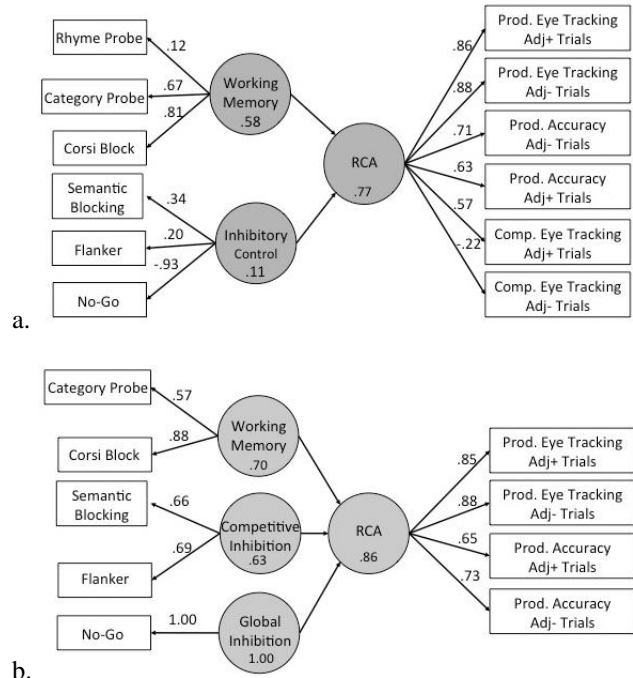 Rhyme Probe
.12
Category Probe
.67
Corsi Block
.81
Working
Memory
.58
Semantic
Blocking
.34
Flanker
.20
No-Go
-.93
Inhibitory
Control
.11
RCA
.77
.86
Prod. Eye Tracking
Adj+ Trials
.88
Prod. Eye Tracking
Adj- Trials
.71
Prod. Accuracy
Adj- Trials
.63
Prod. Accuracy
Adj+ Trials
.57
Comp. Eye Tracking
Adj+ Trials
-.22
Comp. Eye Tracking
Adj- Trials
a.
Category Probe
.57
Corsi Block
.88
Working
Memory
.70
Semantic
Blocking
.66
Flanker
.69
Competitive
Inhibition
.63
No-Go
1.00
Global
Inhibition
1.00
RCA
.86
.85
Prod. Eye Tracking
Adj+ Trials
.88
Prod. Eye Tracking
Adj- Trials
.65
Prod. Accuracy
Adj+ Trials
.73
Prod. Accuracy
Adj- Trials
b.